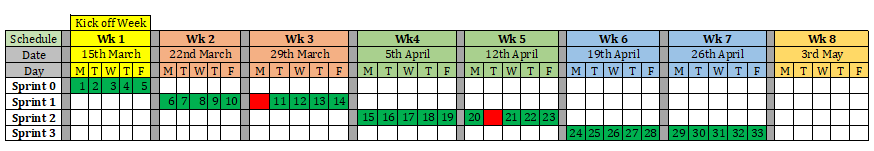 Kick off Week
Schedule Wk 1 Wk 2 Wk 3 Wk4 Wk 5 Wk 6 Wk 7 Wk 8
Date 15th March 22nd March 29th March 5th April 12th April 19th April 26th April 3rd May
Day M T W T F M T W T F M T W T F M T W T F M T W T F M T W T F M T W T F M T W T F
Sprint 0 1 2 3 4 5
Sprint 1 6 7 8 9 10 11 12 13 14
Sprint 2 15 16 17 18 19 20 21 22 23
Sprint 3 24 25 26 27 28 29 30 31 32 33